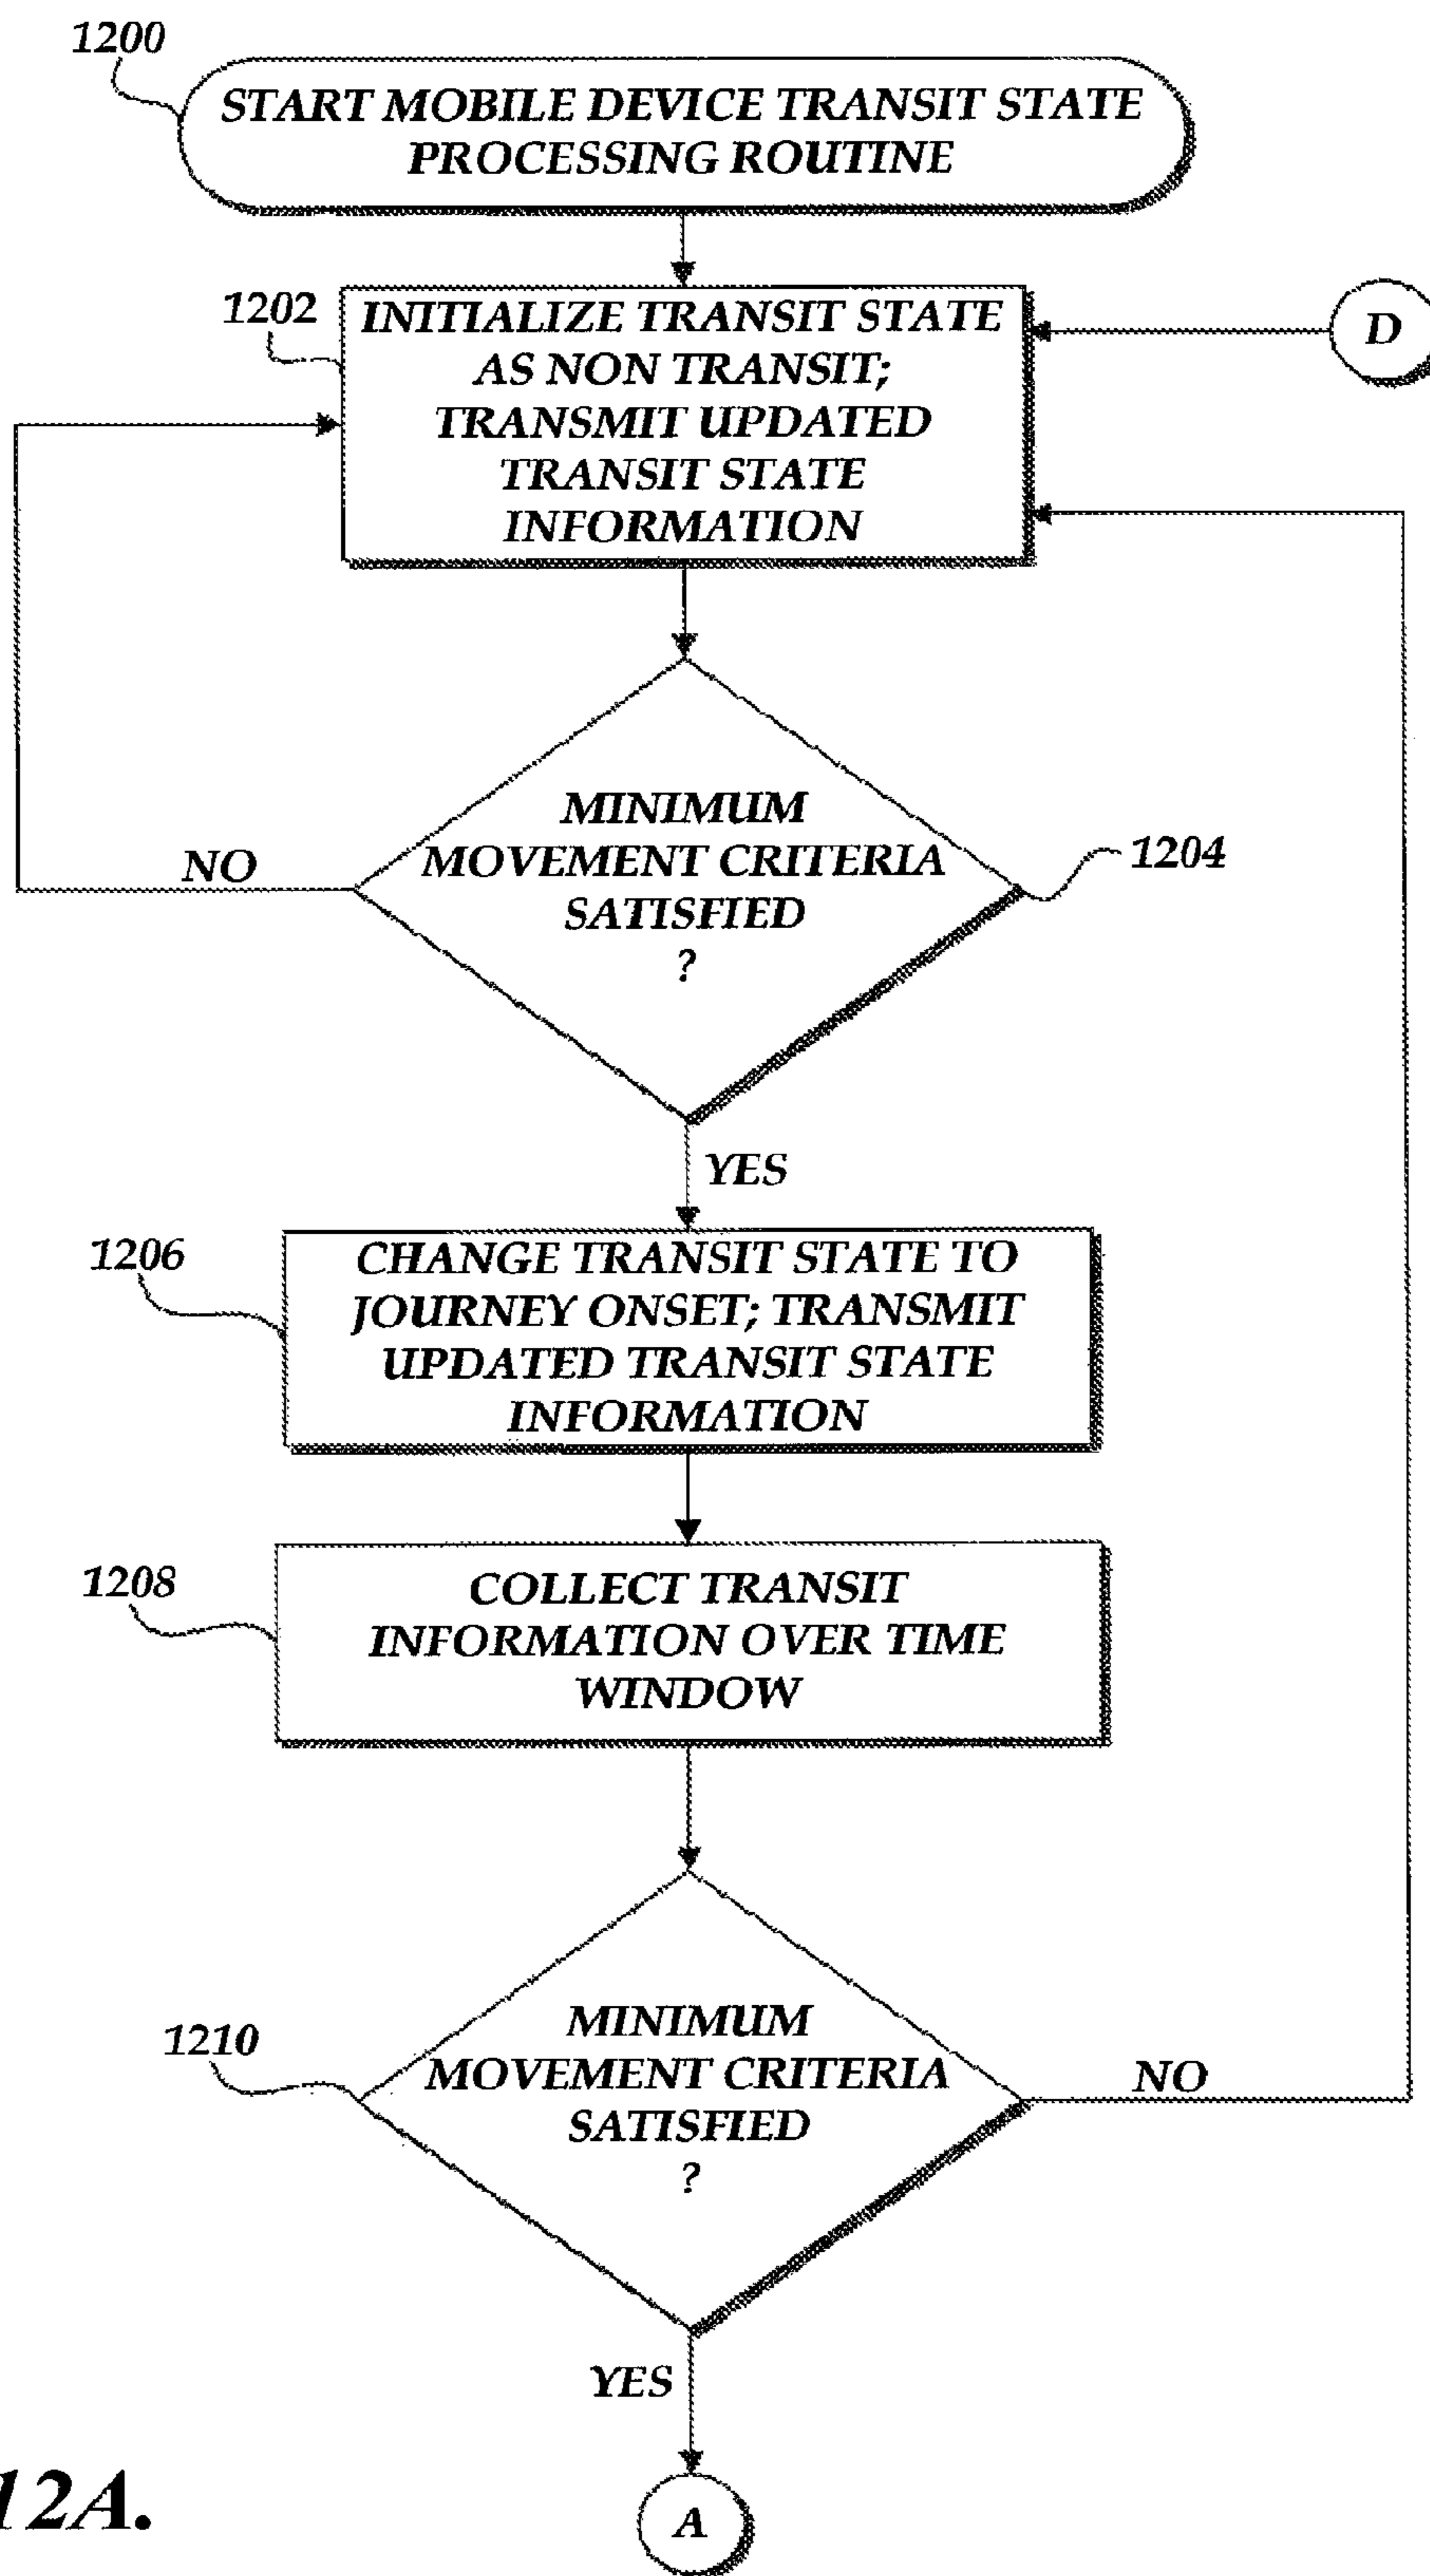 1200
START MOBILE DEVICE TRANSIT STATE
PROCESSING ROUTINE
1202
INITIALIZE TRANSIT STATE
AS NON TRANSIT;
TRANSMIT UPDATED
TRANSIT STATE
INFORMATION
D
MINIMUM
MOVEMENT CRITERIA
SATISFIED
?
NO
1204
YES
1206
CHANGE TRANSIT STATE TO
JOURNEY ONSET; TRANSMIT
UPDATED TRANSIT STATE
INFORMATION
1208
COLLECT TRANSIT
INFORMATION OVER TIME
WINDOW
1210
MINIMUM
MOVEMENT CRITERIA
SATISFIED
?
NO
YES
A
12A.